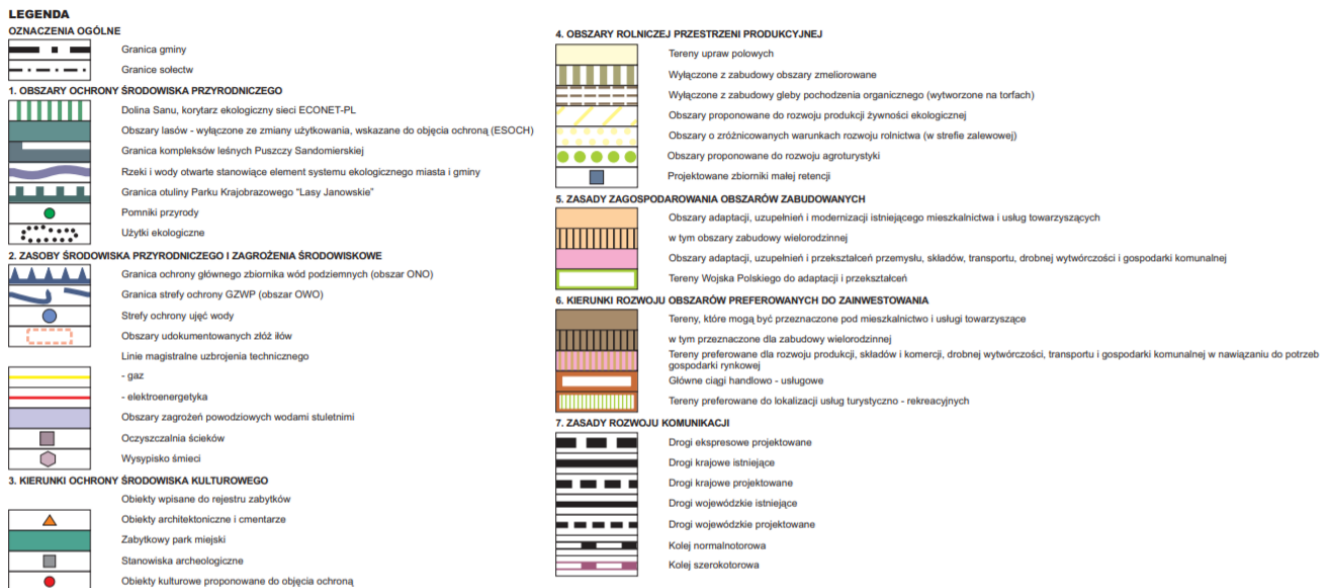 LEGENDA
OZNACZENIA OGÓLNE
Granica gminy
Granice sołectw
1. OBSZARY OCHRONY ŚRODOWISKA PRZYRODNICZEGO
Dolina Sanu, korytarz ekologiczny sieci ECONET-PL
Obszary lasów - wyłączone ze zmiany użytkowania, wskazane do objęcia ochroną (ESOCH)
Granica kompleksów leśnych Puszczy Sandomierskiej
Rzeki i wody otwarte stanowiące element systemu ekologicznego miasta i gminy
Granica otuliny Parku Krajobrazowego "Lasy Janowskie"
Pomniki przyrody
Użytki ekologiczne
2. ZASOBY ŚRODOWISKA PRZYRODNICZEGO I ZAGROŻENIA ŚRODOWISKOWE
Granica ochrony głównego zbiornika wód podziemnych (obszar ONO)
Granica strefy ochrony GZWP (obszar OWO)
Strefy ochrony ujęć wody
Obszary udokumentowanych złóż iłów
Linie magistralne uzbrojenia technicznego
- gaz
- elektroenergetyka
Obszary zagrożeń powodziowych wodami stuletnimi
Oczyszczalnia ścieków
Wysypisko śmieci
3. KIERUNKI OCHRONY ŚRODOWISKA KULTUROWEGO
Obiekty wpisane do rejestru zabytków
Obiekty architektoniczne i cmentarze
Zabytkowy park miejski
Stanowiska archeologiczne
Obiekty kulturowe proponowane do objęcia ochroną
4. OBSZARY ROLNICZEJ PRZESTRZENI PRODUKCYJNEJ
Tereny upraw polowych
Wyłączone z zabudowy obszary zmeliorowane
Wyłączone z zabudowy gleby pochodzenia organicznego (wytworzone na torfach)
Obszary proponowane do rozwoju produkcji żywności ekologicznej
Obszary o zróżnicowanych warunkach rozwoju rolnictwa (w strefie zalewowej)
Obszary proponowane do rozwoju agroturystyki
Projektowane zbiorniki małej retencji
5. ZASADY ZAGOSPODAROWANIA OBSZARÓW ZABUDOWANYCH
Obszary adaptacji, uzupełnień i modernizacji istniejącego mieszkalnictwa i usług towarzyszących
w tym obszary zabudowy wielorodzinnej
Obszary adaptacji, uzupełnień i przekształceń przemysłu, składów, transportu, drobnej wytwórczości i gospodarki komunalnej
Tereny Wojska Polskiego do adaptacji i przekształceń
6. KIERUNKI ROZWOJU OBSZARÓW PREFEROWANYCH DO ZAINWESTOWANIA
Tereny, które mogą być przeznaczone pod mieszkalnictwo i usługi towarzyszące
w tym przeznaczone dla zabudowy wielorodzinnej
Tereny preferowane dla rozwoju produkcji, składów i komercji, drobnej wytwórczości, transportu i gospodarki komunalnej w nawiązaniu do potrzeb
gospodarki rynkowej
Główne ciągi handlowo - usługowe
Tereny preferowane do lokalizacji usług turystyczno - rekreacyjnych
7. ZASADY ROZWOJU KOMUNIKACJI
Drogi ekspresowe projektowane
Drogi krajowe istniejące
Drogi krajowe projektowane
Drogi wojewódzkie istniejące
Drogi wojewódzkie projektowane
Kolej normalnotorowa
Kolej szerokotorowa